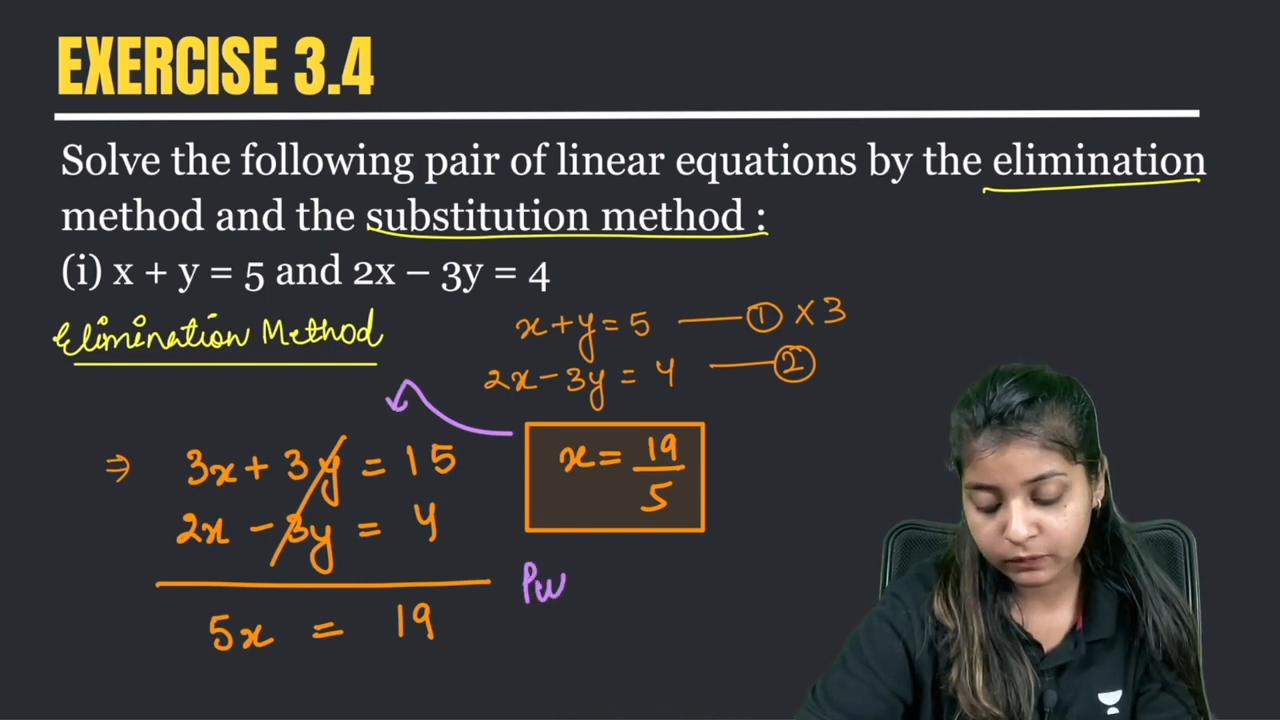 EXERCISE 3.4
Solve the following pair of linear equations by the elimination
method and the substitution method :
(i) x + y = 5 and 2x – 3y = 4
Elimination Method
x+y=5 —— ① ×3
2x-3y = 4 —— ②
⇒ 3x+3y = 15
2x - 3y = 4
5x = 19
x = 19/5
Pu